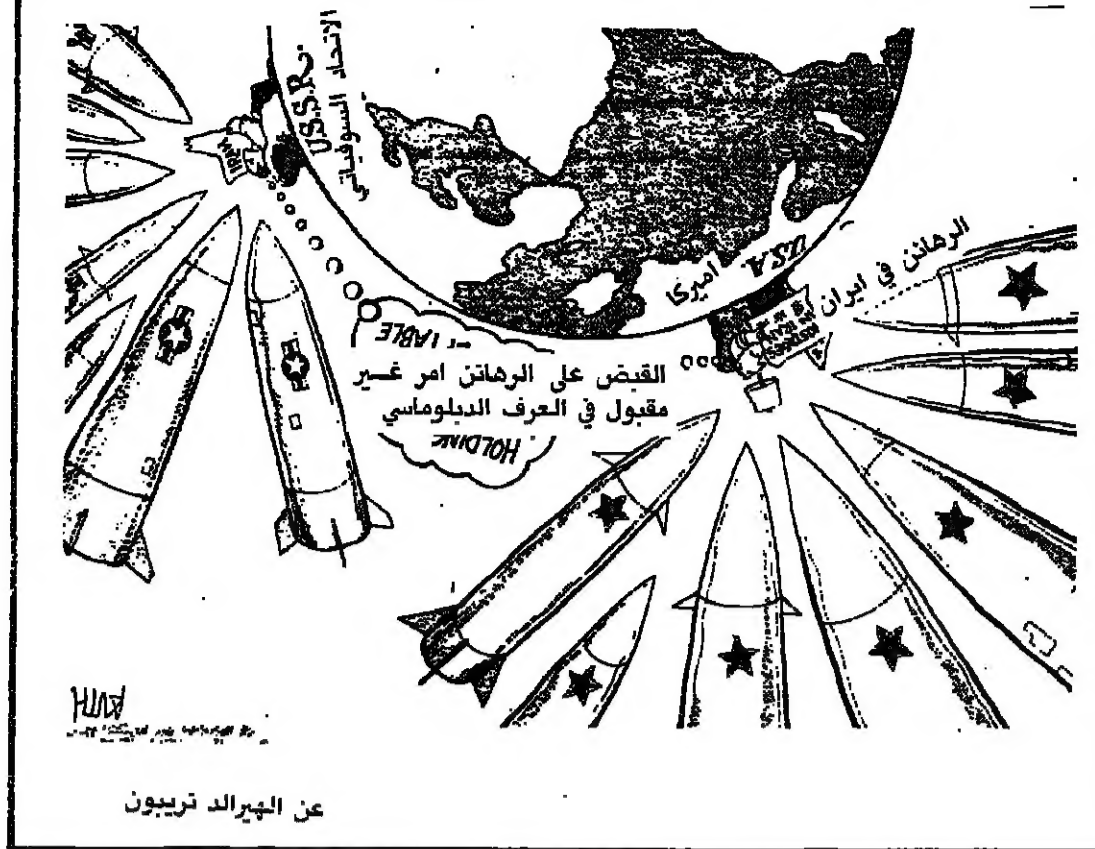 U.S.S.R.
الاتحاد السوفياتي
IRAN
U.S.A.
اميركا
الرهائن في ايران
القبض على الرهائن امر غير
مقبول في العرف الدبلوماسي
HOLDING
AUTH
عن الهيرالد تريبيون